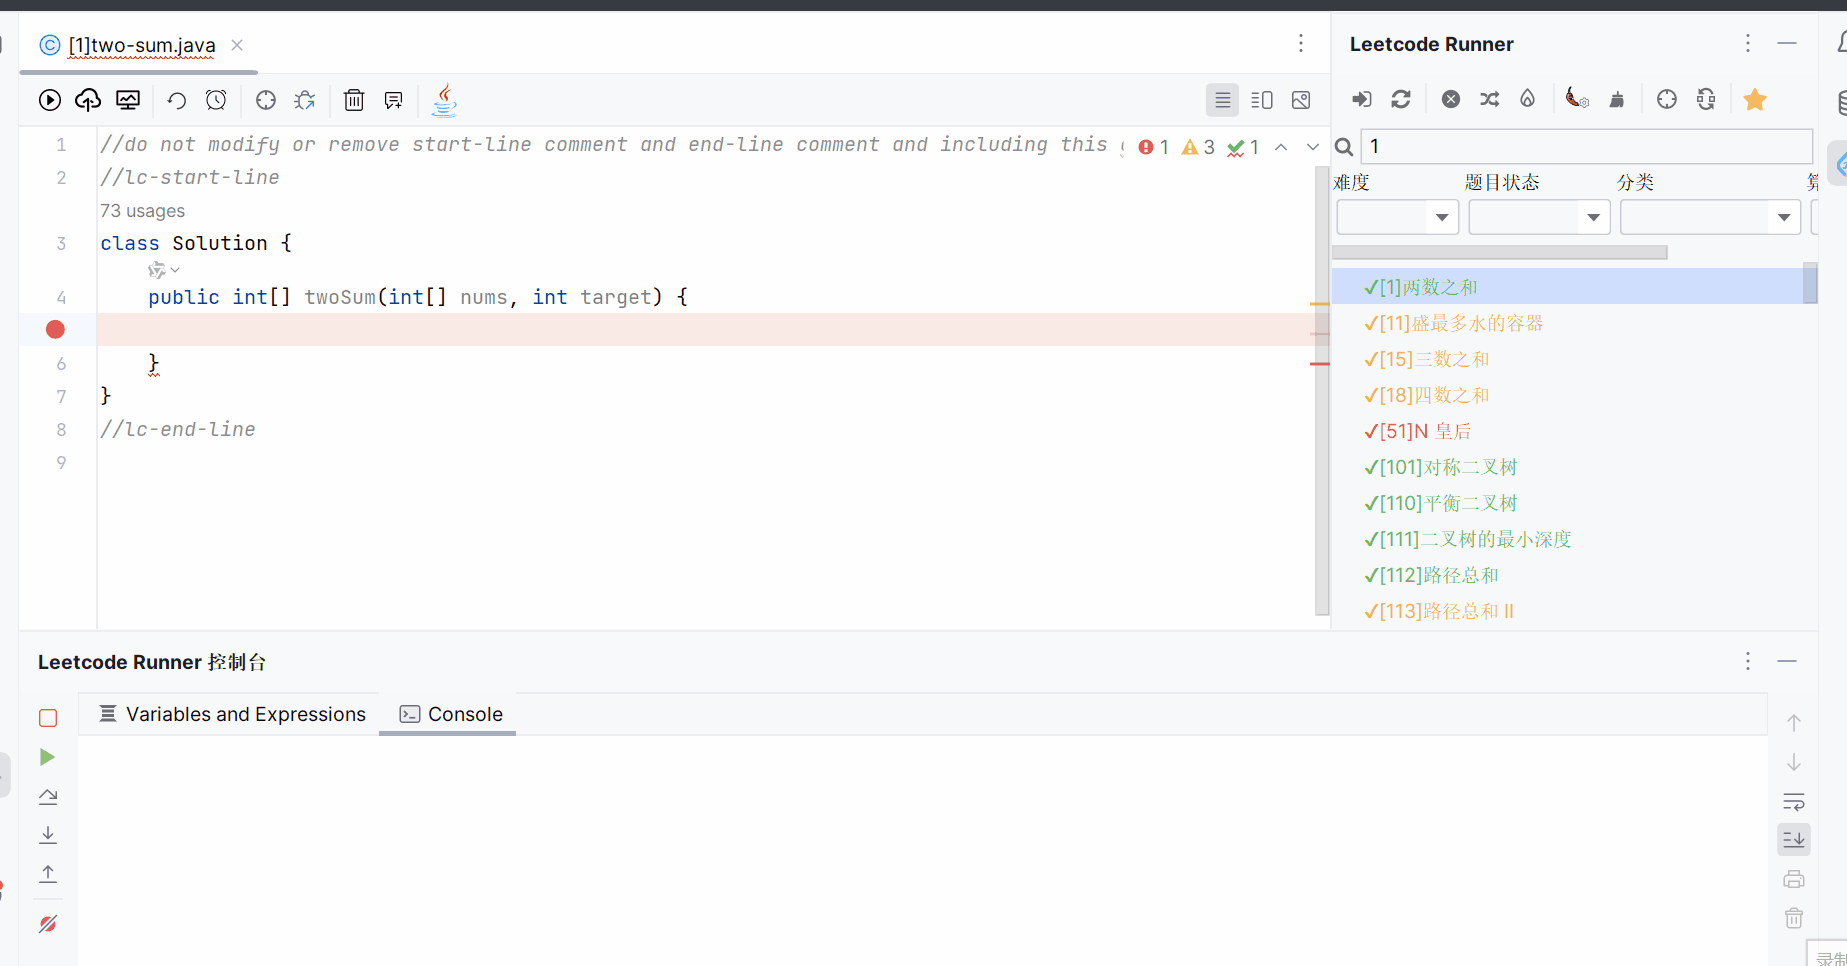 [1]two-sum.java
Leetcode Runner
1 //do not modify or remove start-line comment and end-line comment and including this
1 3 1
1
2 //lc-start-line
难度 题目状态 分类
73 usages
3 class Solution {
4 public int[] twoSum(int[] nums, int target) {
6 }
7 }
8 //lc-end-line
9
✓[1]两数之和
✓[11]盛最多水的容器
✓[15]三数之和
✓[18]四数之和
✓[51]N 皇后
✓[101]对称二叉树
✓[110]平衡二叉树
✓[111]二叉树的最小深度
✓[112]路径总和
✓[113]路径总和 II
Leetcode Runner 控制台
Variables and Expressions Console